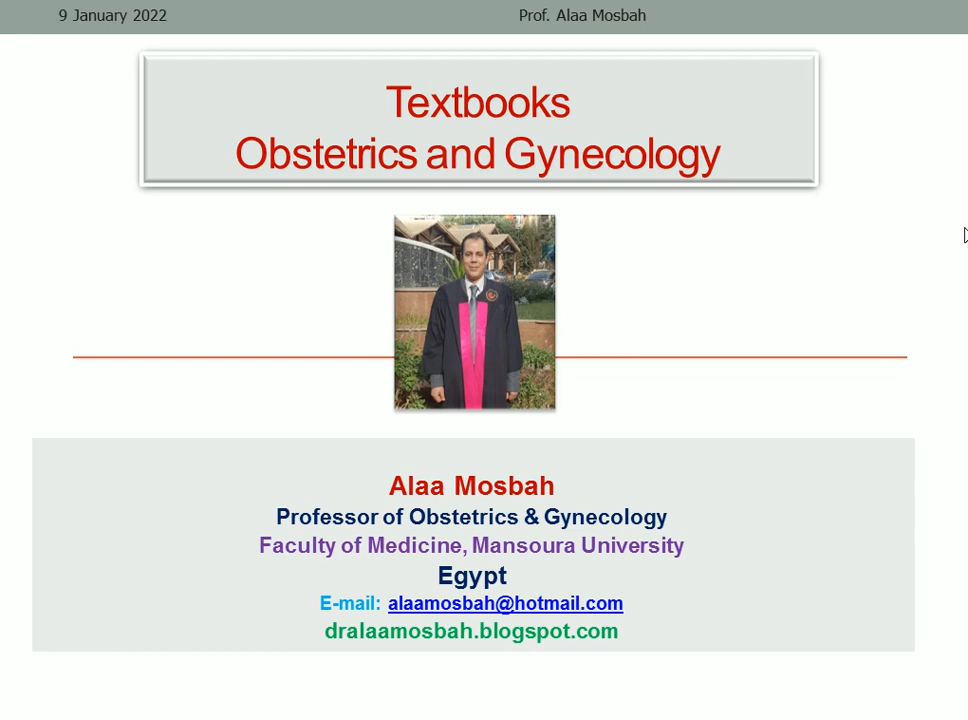 9 January 2022
Prof. Alaa Mosbah
Textbooks
Obstetrics and Gynecology
Alaa Mosbah
Professor of Obstetrics & Gynecology
Faculty of Medicine, Mansoura University
Egypt
E-mail: alaamosbah@hotmail.com
dralaamosbah.blogspot.com